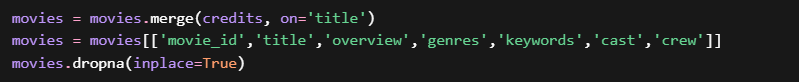 movies = movies.merge(credits, on='title')
movies = movies[['movie_id','title','overview','genres','keywords','cast','crew']]
movies.dropna(inplace=True)